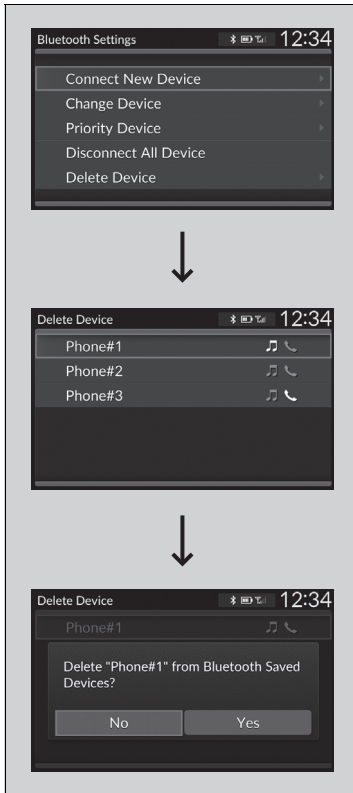 Bluetooth Settings 12:34
Connect New Device
Change Device
Priority Device
Disconnect All Device
Delete Device
Delete Device 12:34
Phone#1
Phone#2
Phone#3
Delete Device 12:34
Phone#1
Delete "Phone#1" from Bluetooth Saved
Devices?
No Yes